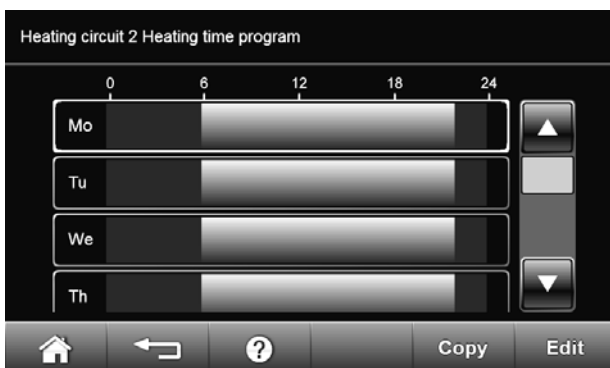 Heating circuit 2 Heating time program
0 6 12 18 24
Mo
Tu
We
Th
? Copy Edit